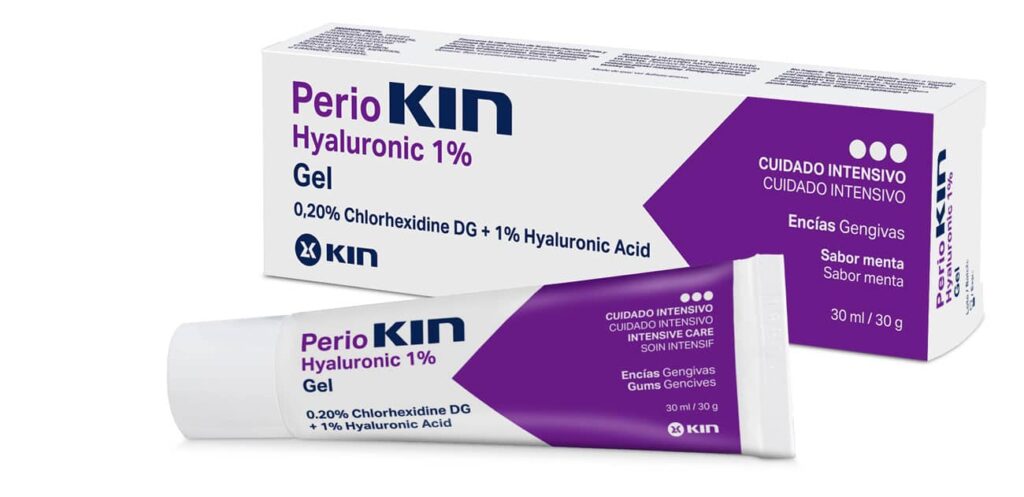 Perio KIN
Hyaluronic 1%
Gel
0,20% Chlorhexidine DG + 1% Hyaluronic Acid
KIN
CUIDADO INTENSIVO
CUIDADO INTENSIVO
Encías Gengivas
Sabor menta
Sabor menta
30 ml / 30 g
Perio KIN
Hyaluronic 1%
Gel
Perio KIN
Hyaluronic 1%
Gel
0.20% Chlorhexidine DG
+ 1% Hyaluronic Acid
CUIDADO INTENSIVO
CUIDADO INTENSIVO
INTENSIVE CARE
SOIN INTENSIF
Encías Gengivas
Gums Gencives
30 ml / 30 g
KIN